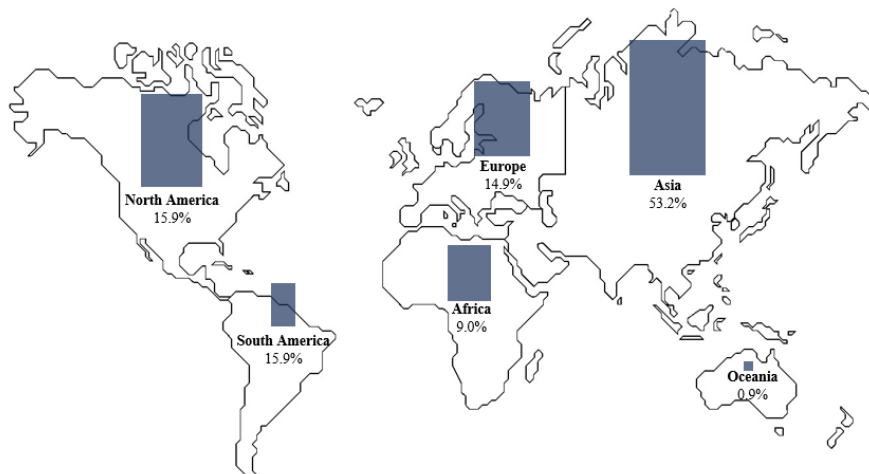 Europe
14.9%
Asia
53.2%
North America
15.9%
Africa
9.0%
South America
15.9%
Oceania
0.9%